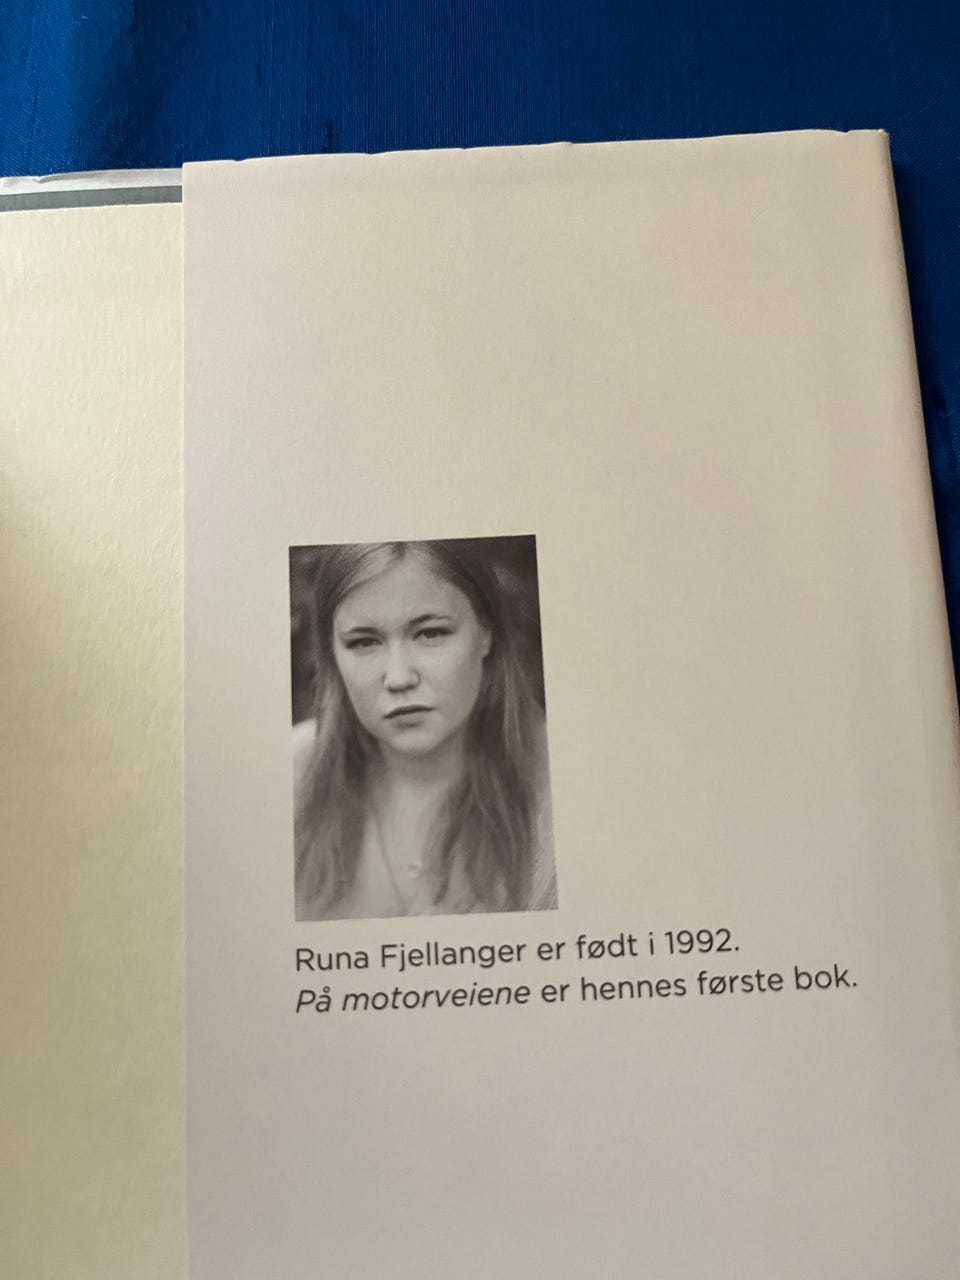 Runa Fjellanger er født i 1992.
På motorveiene er hennes første bok.